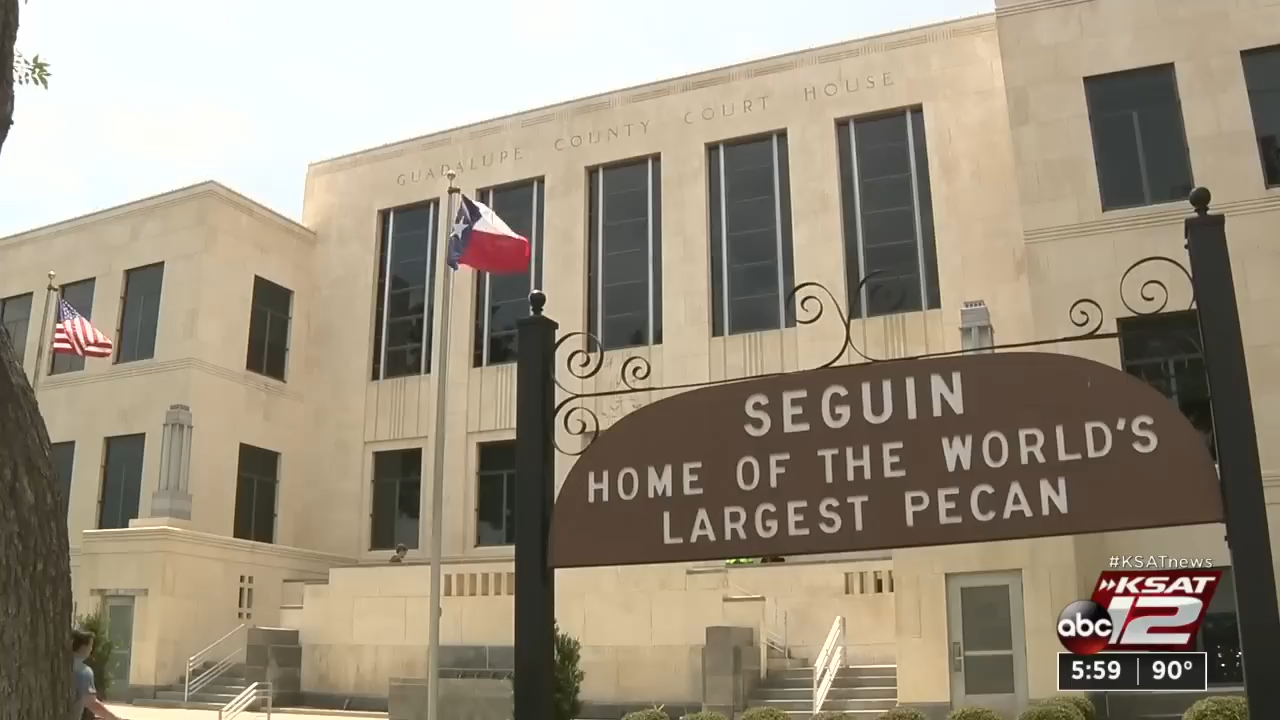 GUADALUPE COUNTY COURT HOUSE
SEGUIN
HOME OF THE WORLD'S
LARGEST PECAN
#KSATnews
KSAT
abc 12
5:59 90°